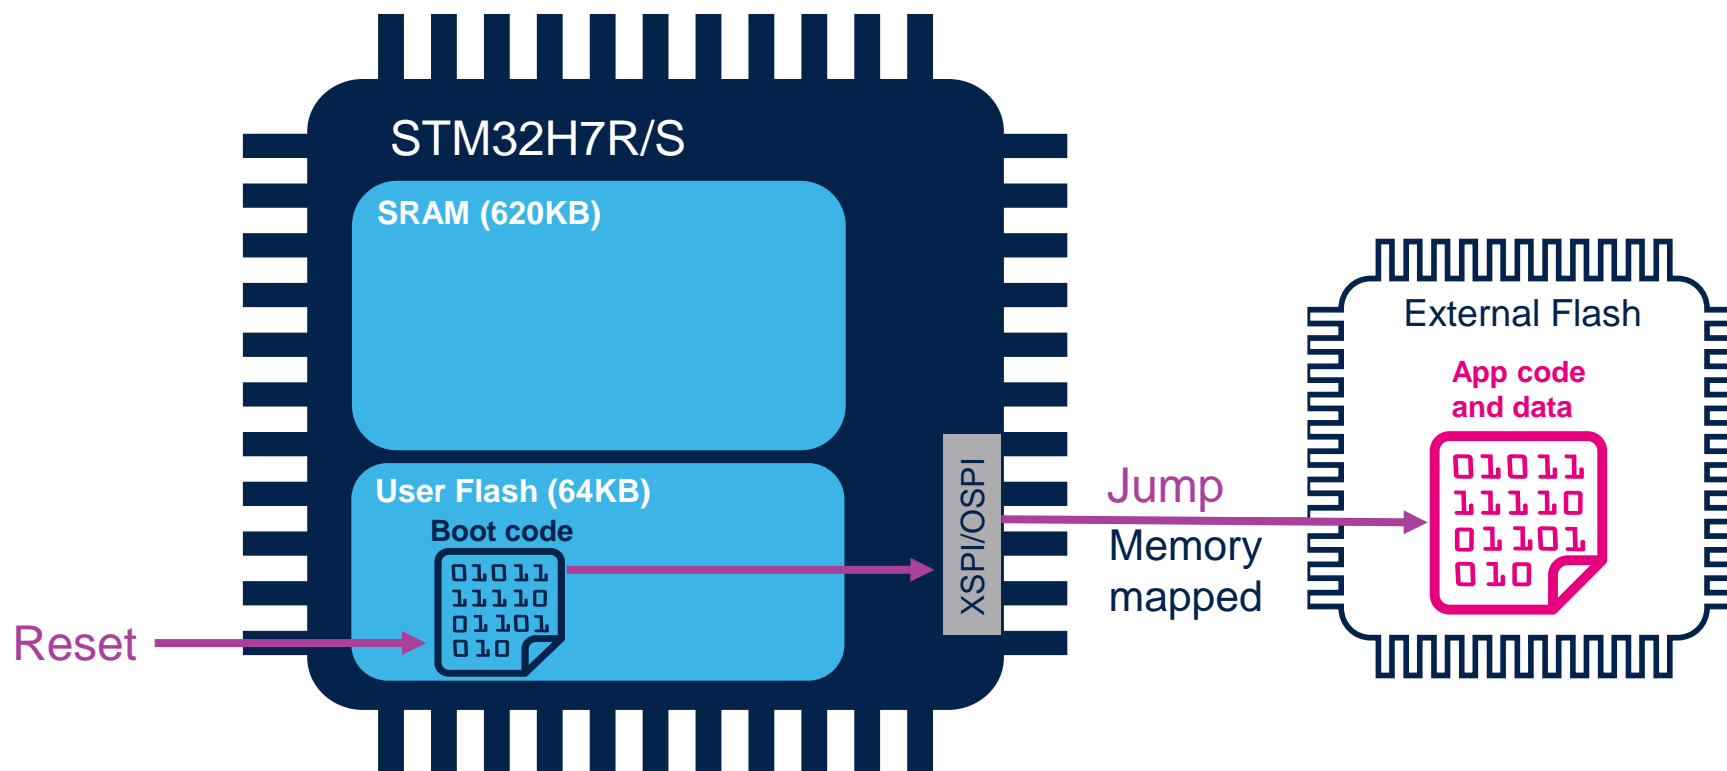 STM32H7R/S
SRAM (620KB)
User Flash (64KB)
Boot code
01011
11110
01101
010
Reset
XSPI/OSPI
Jump
Memory
mapped
External Flash
App code
and data
01011
11110
01101
010